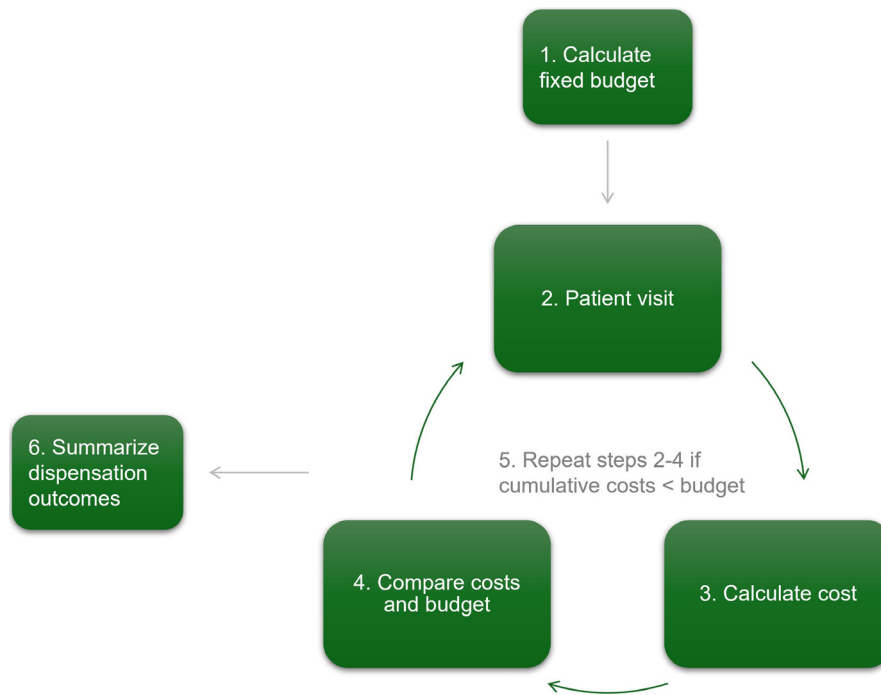 1. Calculate
fixed budget
2. Patient visit
5. Repeat steps 2-4 if
cumulative costs < budget
6. Summarize
dispensation
outcomes
4. Compare costs
and budget
3. Calculate cost